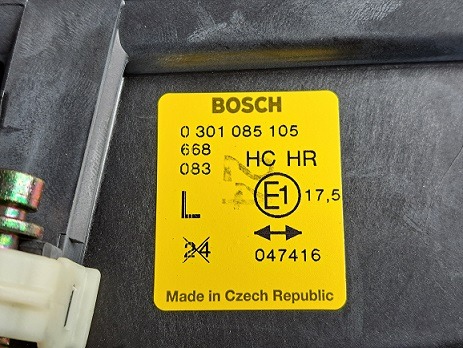 BOSCH
0 301 085 105
668
083
HC HR
E1
17,5
L
24
047416
Made in Czech Republic